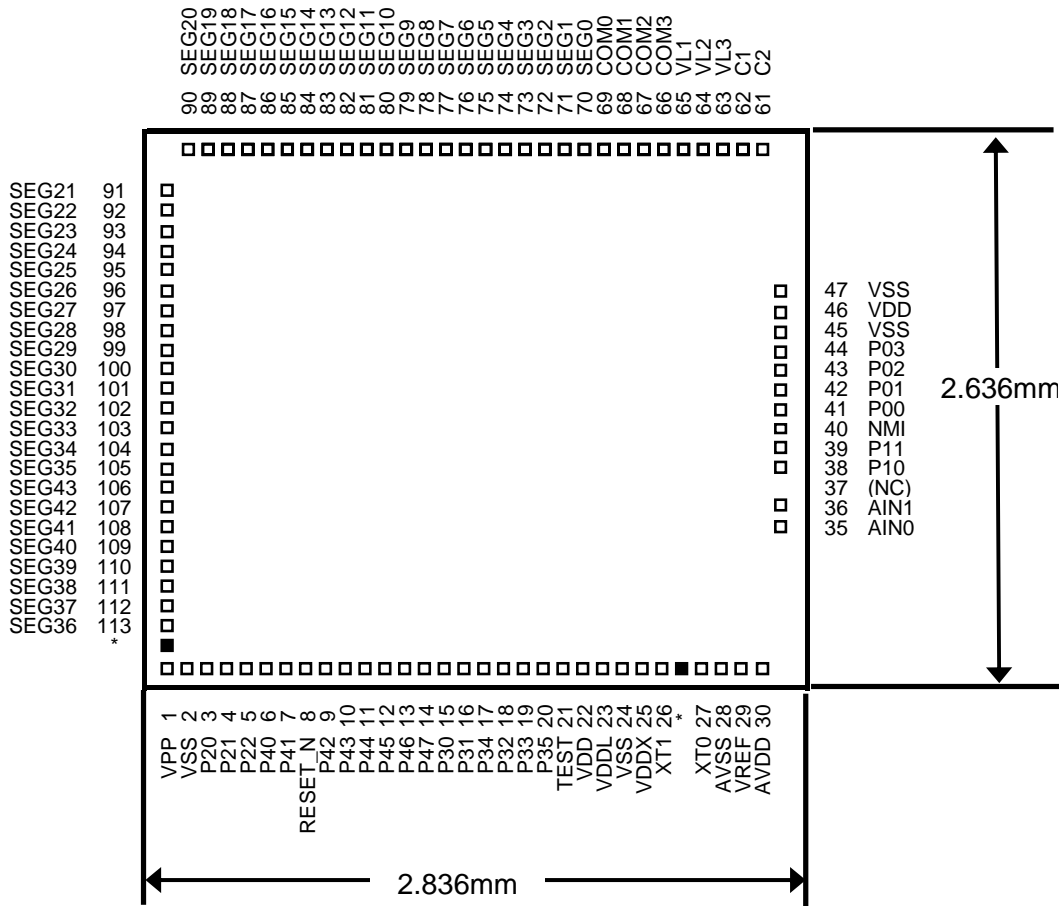 90 SEG20
89 SEG19
88 SEG18
87 SEG17
86 SEG16
85 SEG15
84 SEG14
83 SEG13
82 SEG12
81 SEG11
80 SEG10
79 SEG9
78 SEG8
77 SEG7
76 SEG6
75 SEG5
74 SEG4
73 SEG3
72 SEG2
71 SEG1
70 SEG0
69 COM0
68 COM1
67 COM2
66 COM3
65 VL1
64 VL2
63 VL3
62 C1
61 C2
SEG21 91
SEG22 92
SEG23 93
SEG24 94
SEG25 95
SEG26 96
SEG27 97
SEG28 98
SEG29 99
SEG30 100
SEG31 101
SEG32 102
SEG33 103
SEG34 104
SEG35 105
SEG43 106
SEG42 107
SEG41 108
SEG40 109
SEG39 110
SEG38 111
SEG37 112
SEG36 113
*
47 VSS
46 VDD
45 VSS
44 P03
43 P02
42 P01
41 P00
40 NMI
39 P11
38 P10
37 (NC)
36 AIN1
35 AIN0
2.636mm
VPP 1
VSS 2
P20 3
P21 4
P22 5
P40 6
P41 7
RESET_N 8
P42 9
P43 10
P44 11
P45 12
P46 13
P47 14
P30 15
P31 16
P34 17
P32 18
P33 19
P35 20
TEST 21
VDD 22
VDDL 23
VSS 24
VDDX 25
XT1 26
*
XT0 27
AVSS 28
VREF 29
AVDD 30
2.836mm